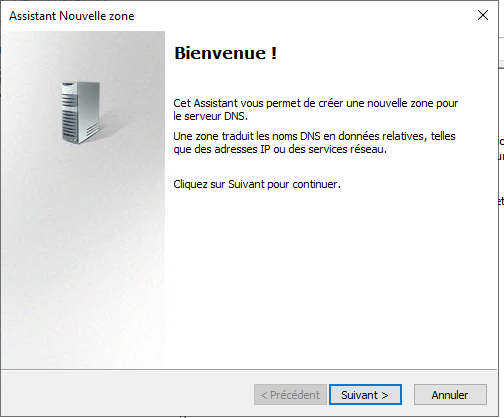 Assistant Nouvelle zone
Bienvenue !
Cet Assistant vous permet de créer une nouvelle zone pour
le serveur DNS.
Une zone traduit les noms DNS en données relatives, telles
que des adresses IP ou des services réseau.
Cliquez sur Suivant pour continuer.
< Précédent
Suivant >
Annuler